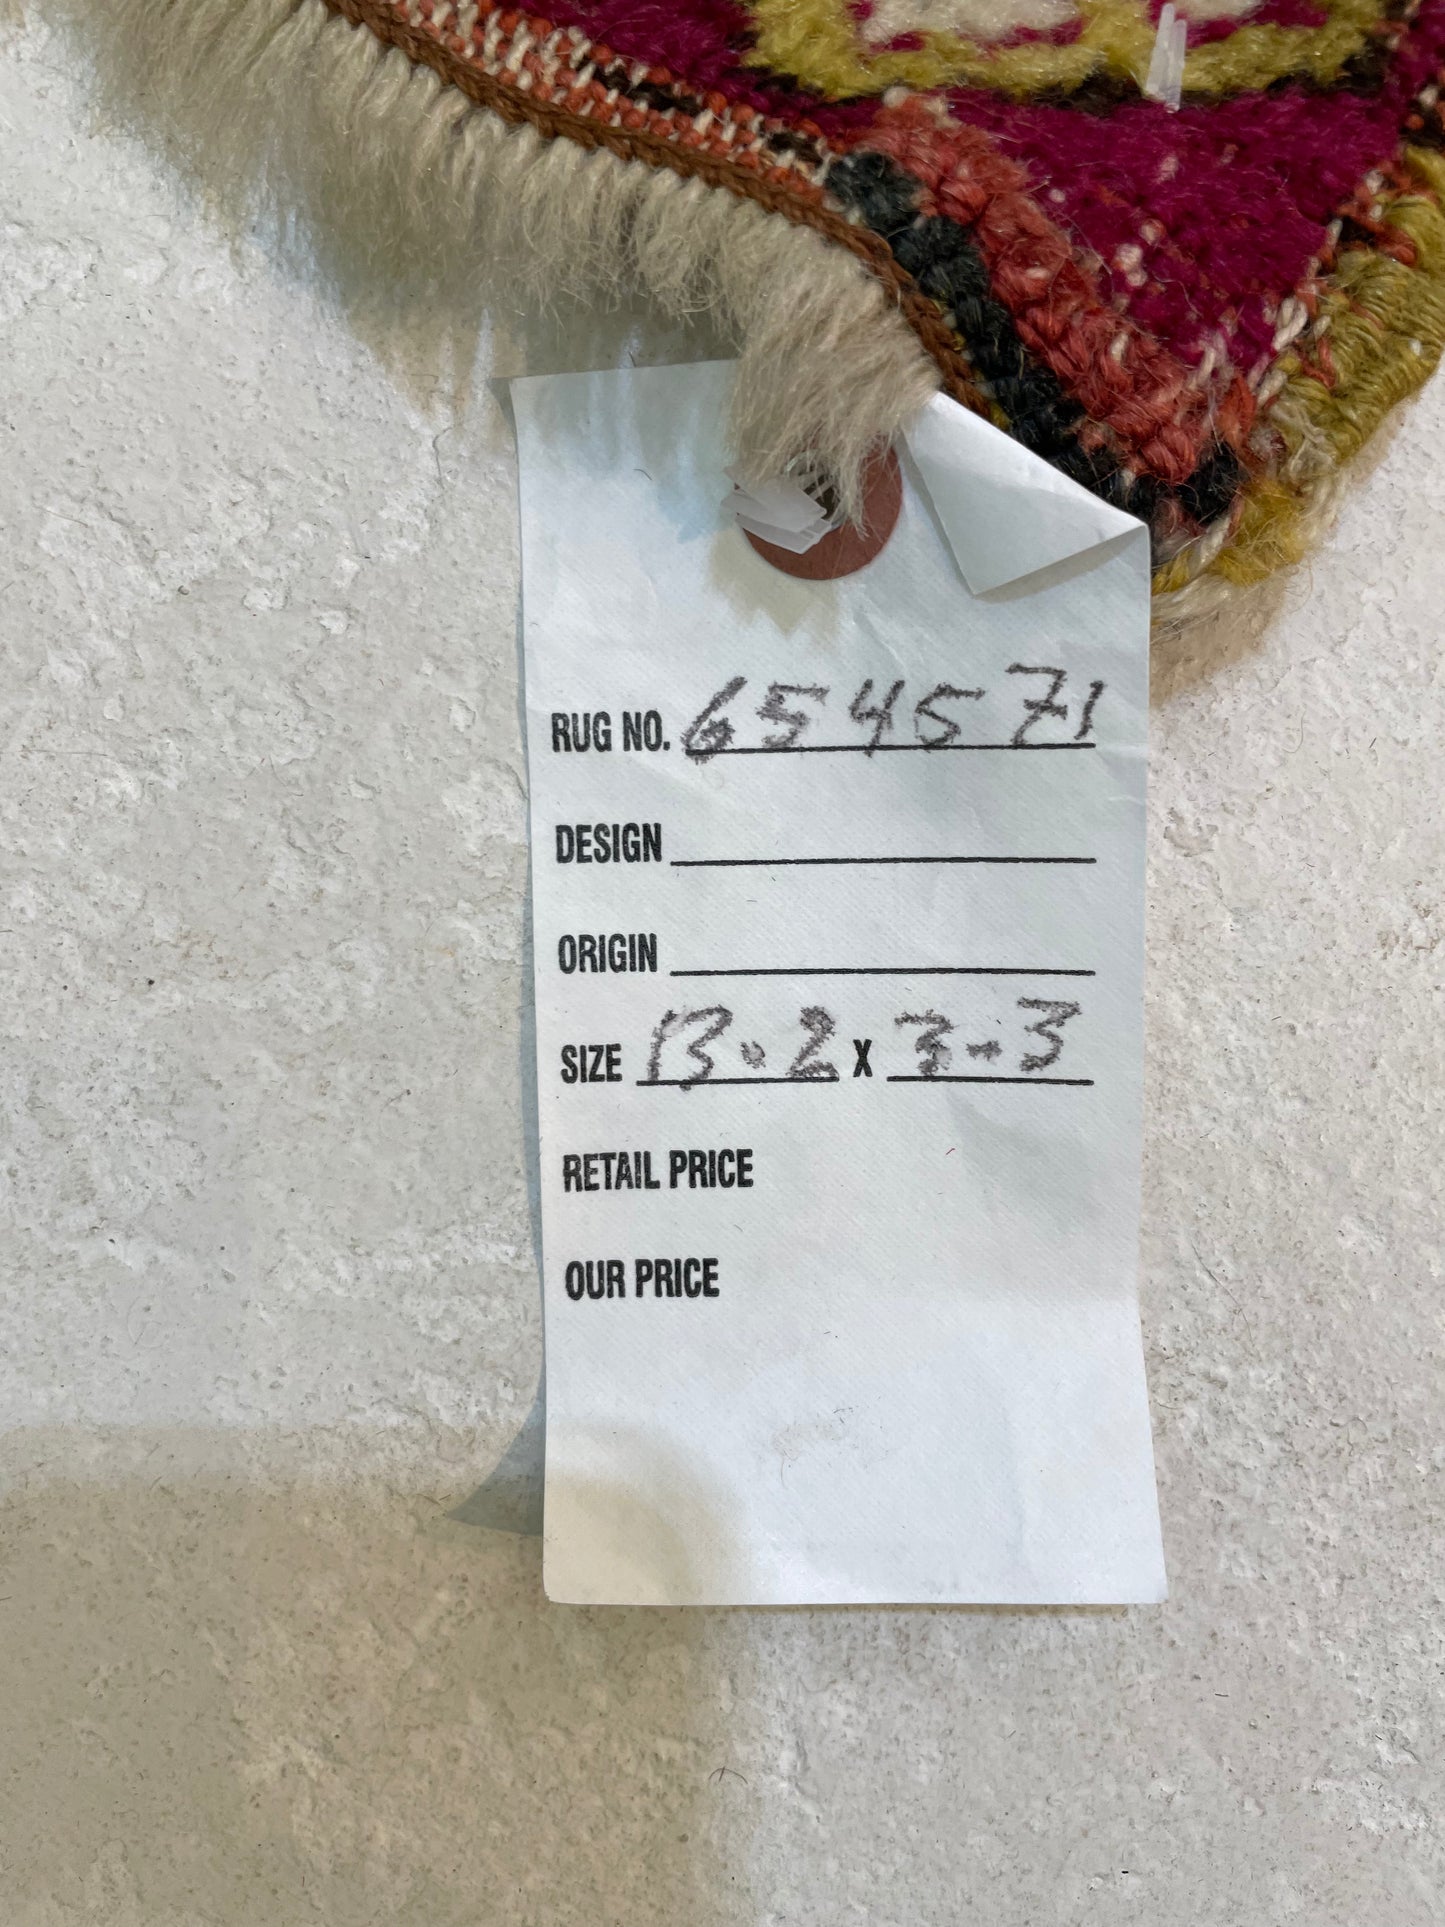 RUG NO. 654571
DESIGN
ORIGIN
SIZE 13.2 X 3-3
RETAIL PRICE
OUR PRICE